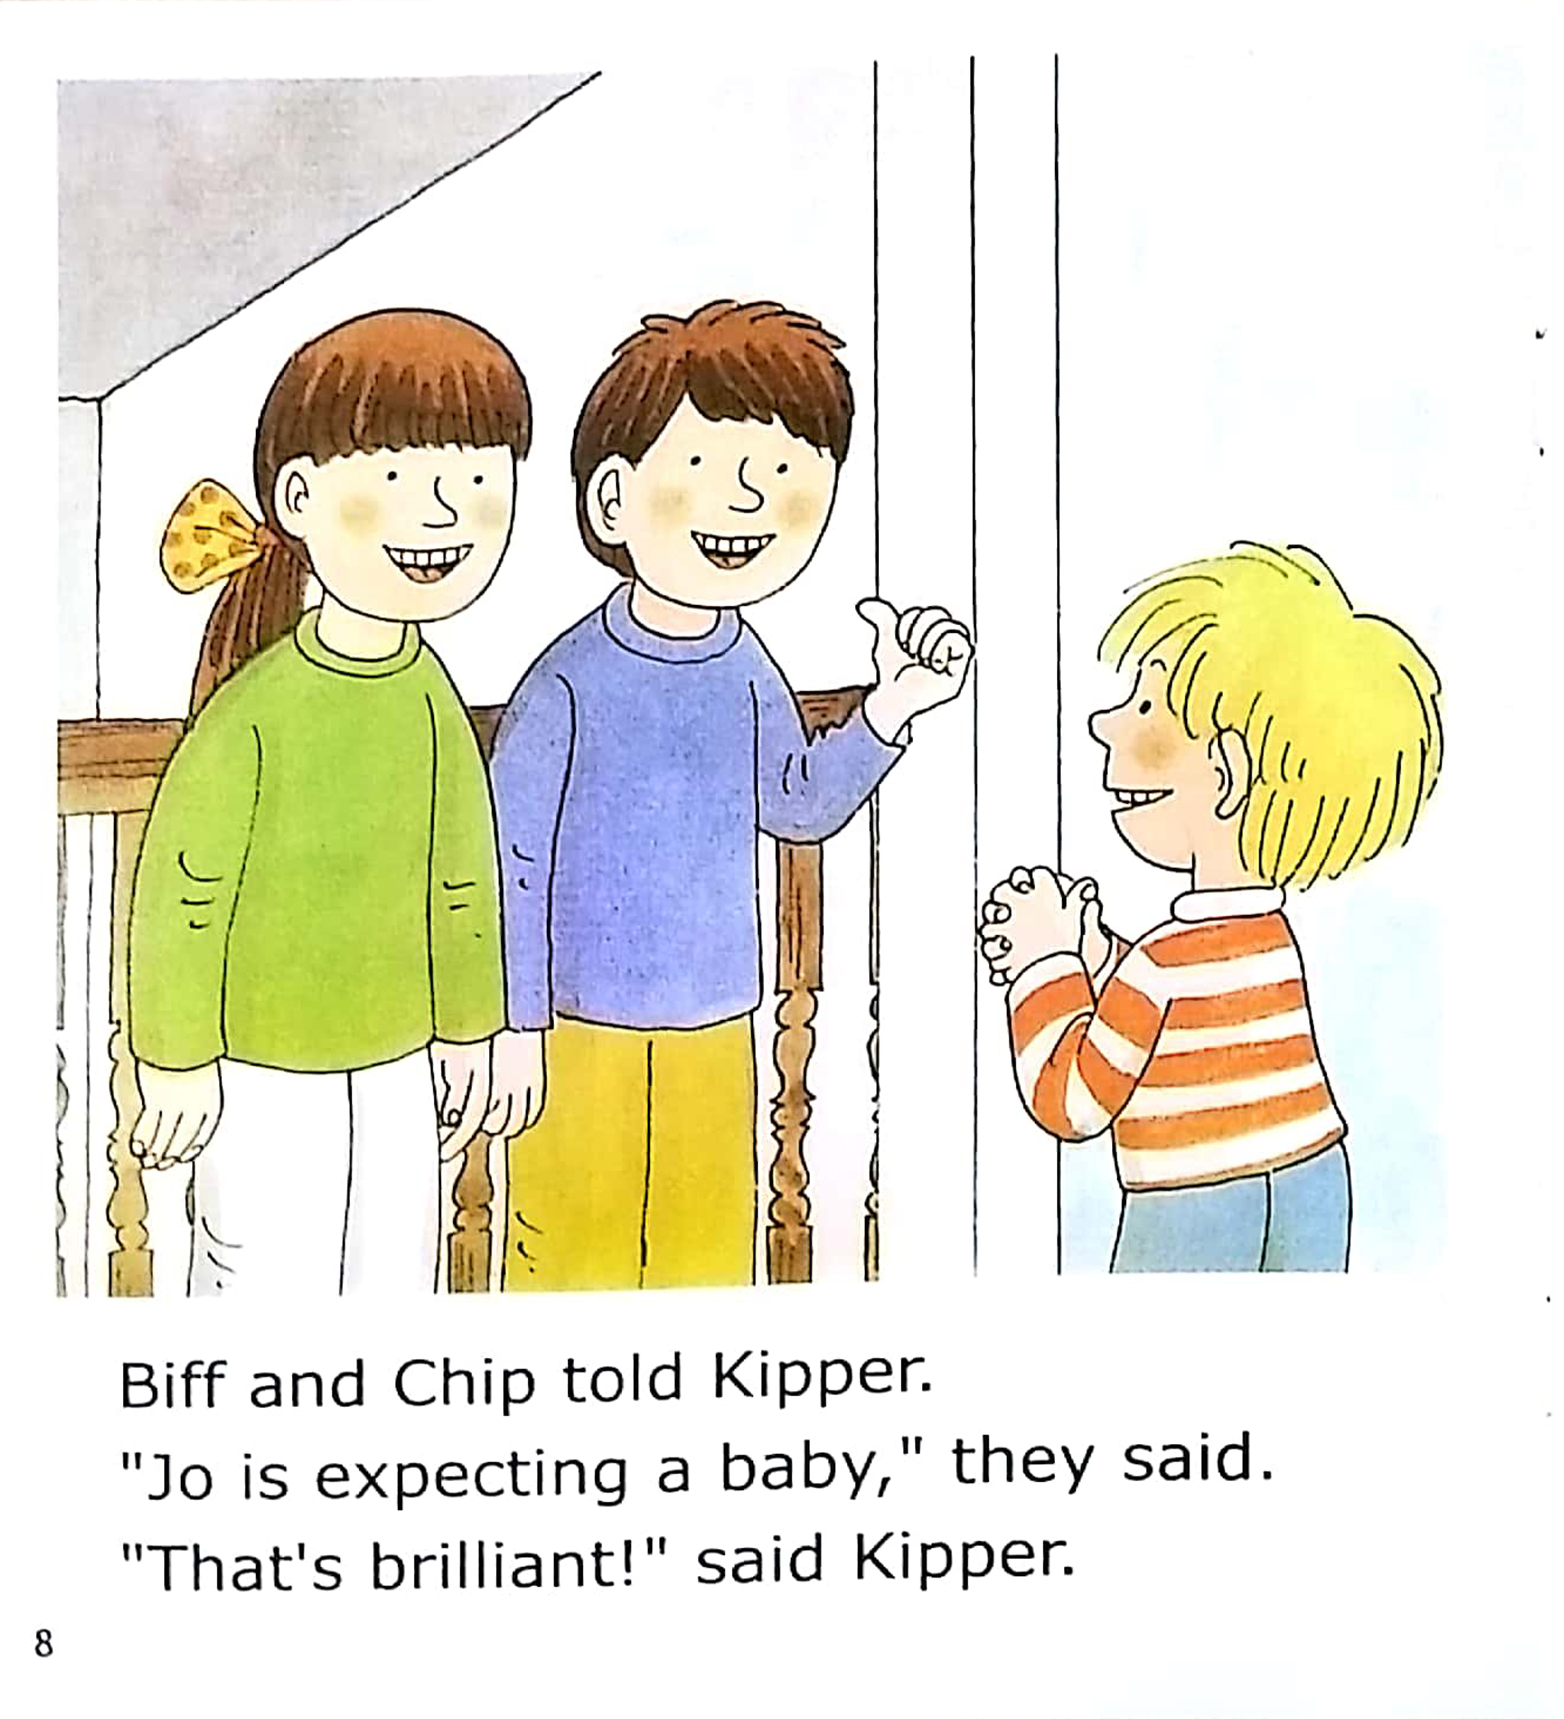 Biff and Chip told Kipper.
"Jo is expecting a baby," they said.
"That's brilliant!" said Kipper.
8